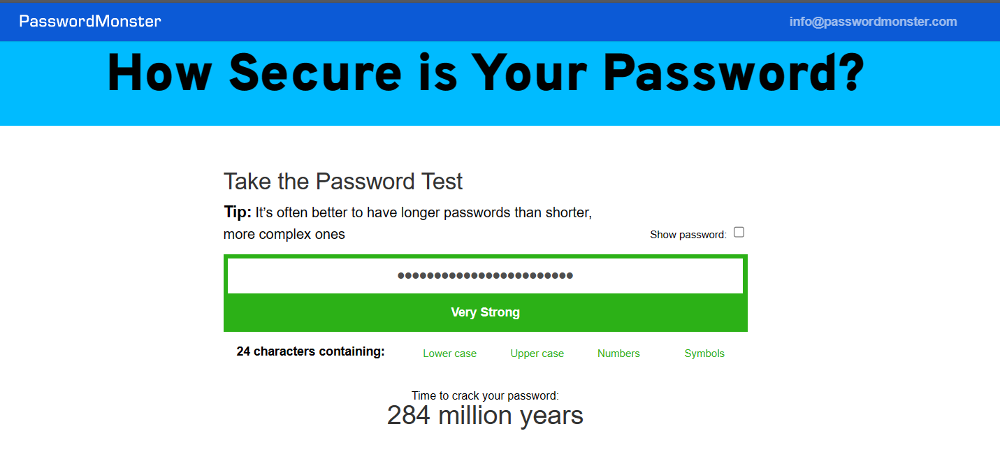 PasswordMonster
info@passwordmonster.com
How Secure is Your Password?
Take the Password Test
Tip: It's often better to have longer passwords than shorter,
more complex ones
Show password:
••••••••••••••••••••••••
Very Strong
24 characters containing:
Lower case
Upper case
Numbers
Symbols
Time to crack your password:
284 million years